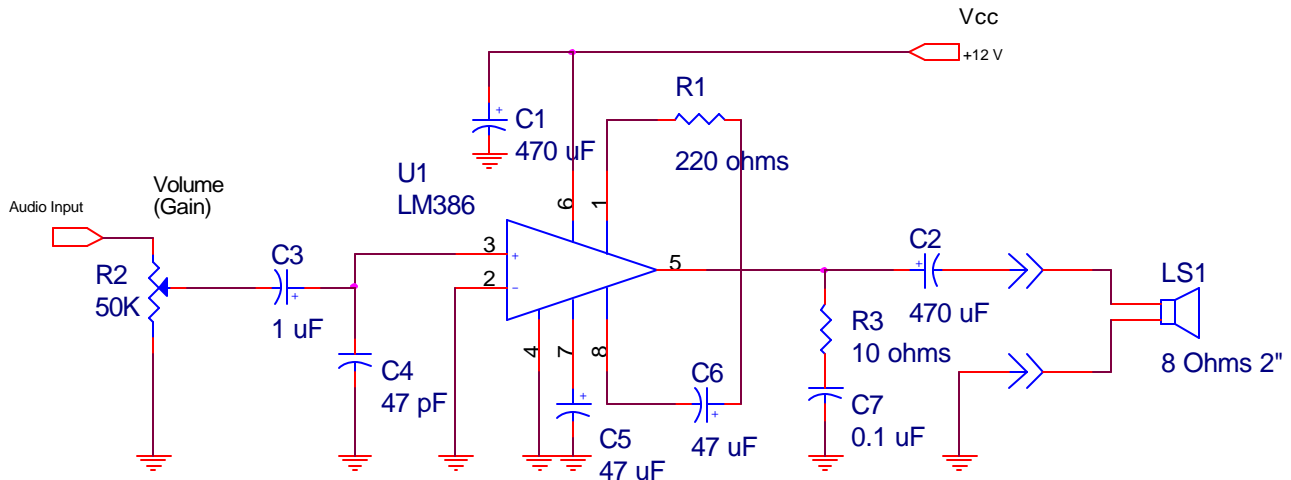 Vcc
+12 V
R1
220 ohms
C1
470 uF
U1
LM386
Volume
(Gain)
Audio Input
R2
50K
C3
1 uF
C4
47 pF
6
1
3
+
2
−
5
4
7
8
C5
47 uF
C6
47 uF
C2
470 uF
R3
10 ohms
C7
0.1 uF
LS1
8 Ohms 2"